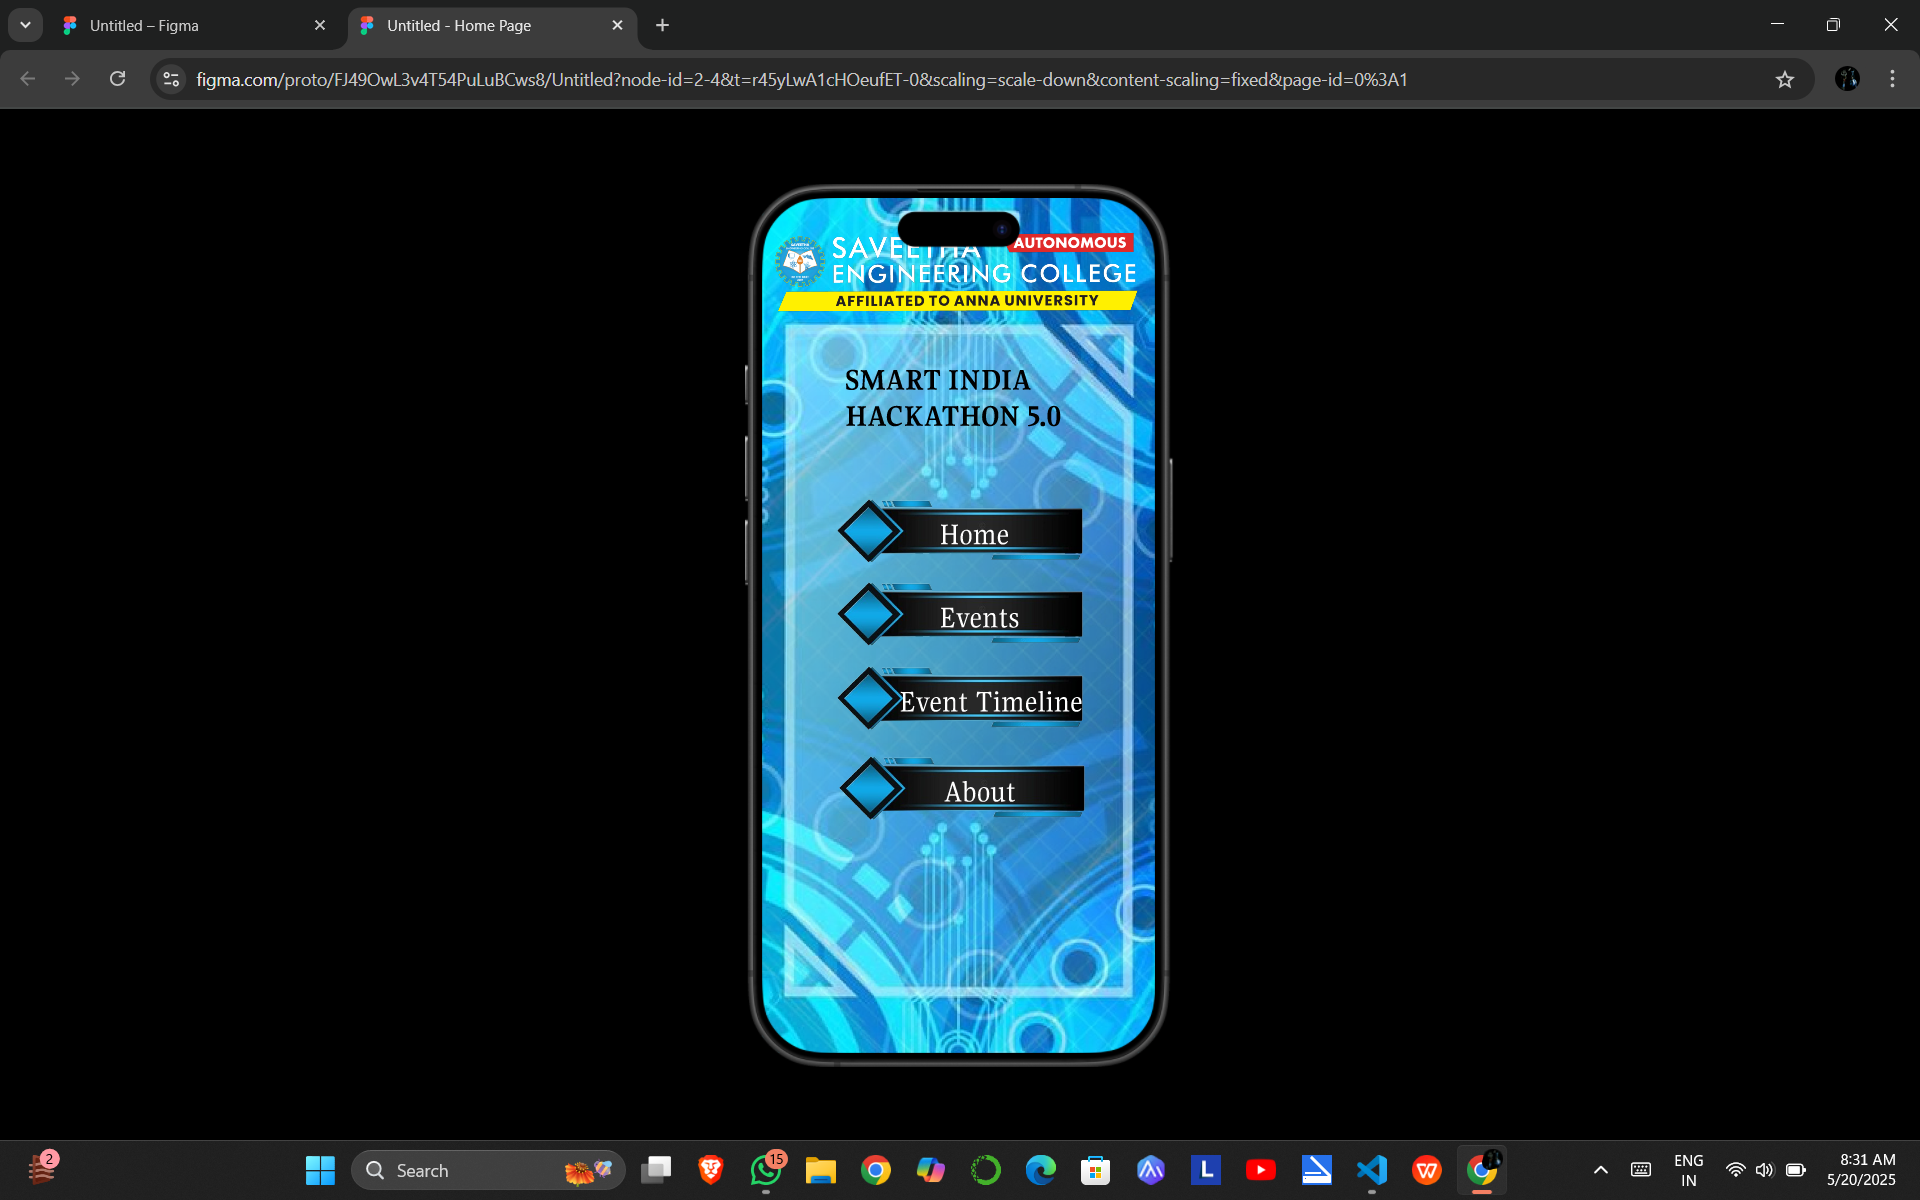 Untitled – Figma
Untitled - Home Page
figma.com/proto/FJ49OwL3v4T54PuLuBCws8/Untitled?node-id=2-4&t=r45yLwA1cHOeufET-0&scaling=scale-down&content-scaling=fixed&page-id=0%3A1
SAVEETHA AUTONOMOUS
ENGINEERING COLLEGE
AFFILIATED TO ANNA UNIVERSITY
SMART INDIA
HACKATHON 5.0
Home
Events
Event Timeline
About
2
Search
15
L
ENG
IN
8:31 AM
5/20/2025